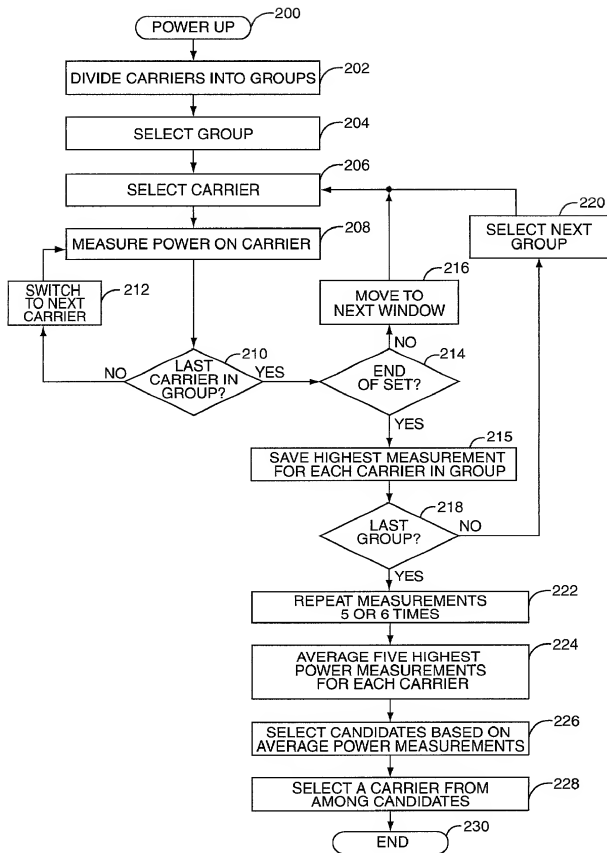 POWER UP
200
DIVIDE CARRIERS INTO GROUPS
202
SELECT GROUP
204
SELECT CARRIER
206
MEASURE POWER ON CARRIER
208
SWITCH
TO NEXT
CARRIER
212
LAST
CARRIER IN
GROUP?
210
NO
YES
END
OF SET?
214
NO
YES
MOVE TO
NEXT WINDOW
216
SELECT NEXT
GROUP
220
SAVE HIGHEST MEASUREMENT
FOR EACH CARRIER IN GROUP
215
LAST
GROUP?
218
NO
YES
REPEAT MEASUREMENTS
5 OR 6 TIMES
222
AVERAGE FIVE HIGHEST
POWER MEASUREMENTS
FOR EACH CARRIER
224
SELECT CANDIDATES BASED ON
AVERAGE POWER MEASUREMENTS
226
SELECT A CARRIER FROM
AMONG CANDIDATES
228
END
230